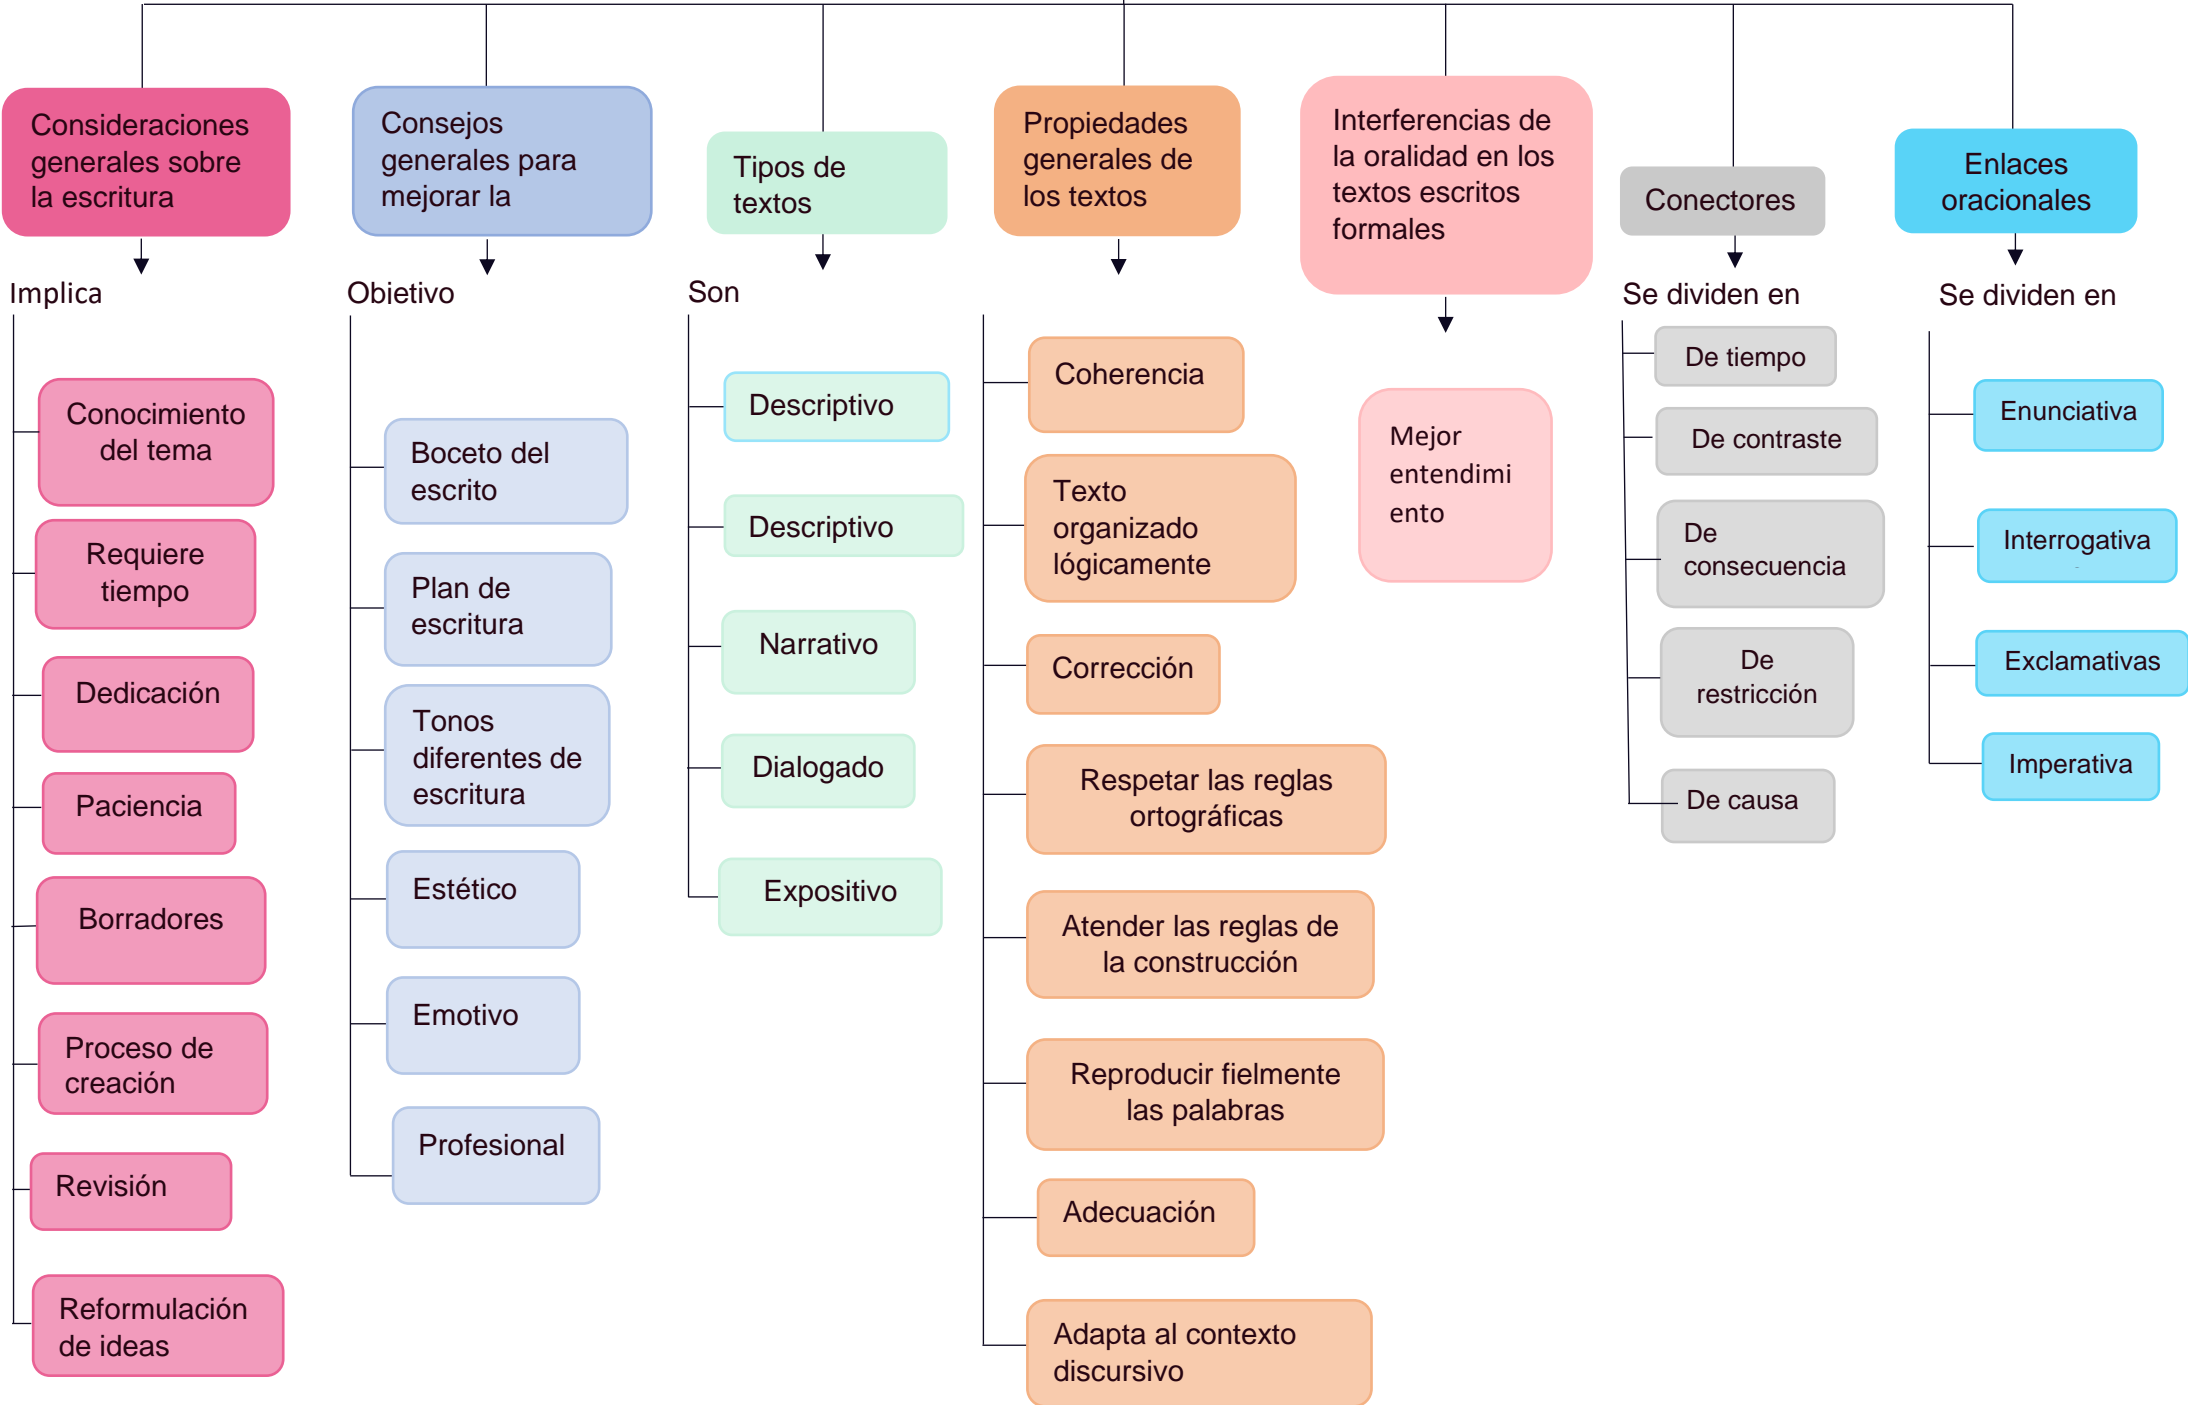 Consideraciones
generales sobre
la escritura
Implica
Conocimiento
del tema
Requiere
tiempo
Dedicación
Paciencia
Borradores
Proceso de
creación
Revisión
Reformulación
de ideas
Consejos
generales para
mejorar la
Objetivo
Boceto del
escrito
Plan de
escritura
Tonos
diferentes de
escritura
Estético
Emotivo
Profesional
Tipos de
textos
Son
Descriptivo
Descriptivo
Narrativo
Dialogado
Expositivo
Propiedades
generales de
los textos
Coherencia
Texto
organizado
lógicamente
Corrección
Respetar las reglas
ortográficas
Atender las reglas de
la construcción
Reproducir fielmente
las palabras
Adecuación
Adapta al contexto
discursivo
Interferencias de
la oralidad en los
textos escritos
formales
Mejor
entendimi
ento
Conectores
Se dividen en
De tiempo
De contraste
De
consecuencia
De
restricción
De causa
Enlaces
oracionales
Se dividen en
Enunciativa
Interrogativa
Exclamativas
Imperativa